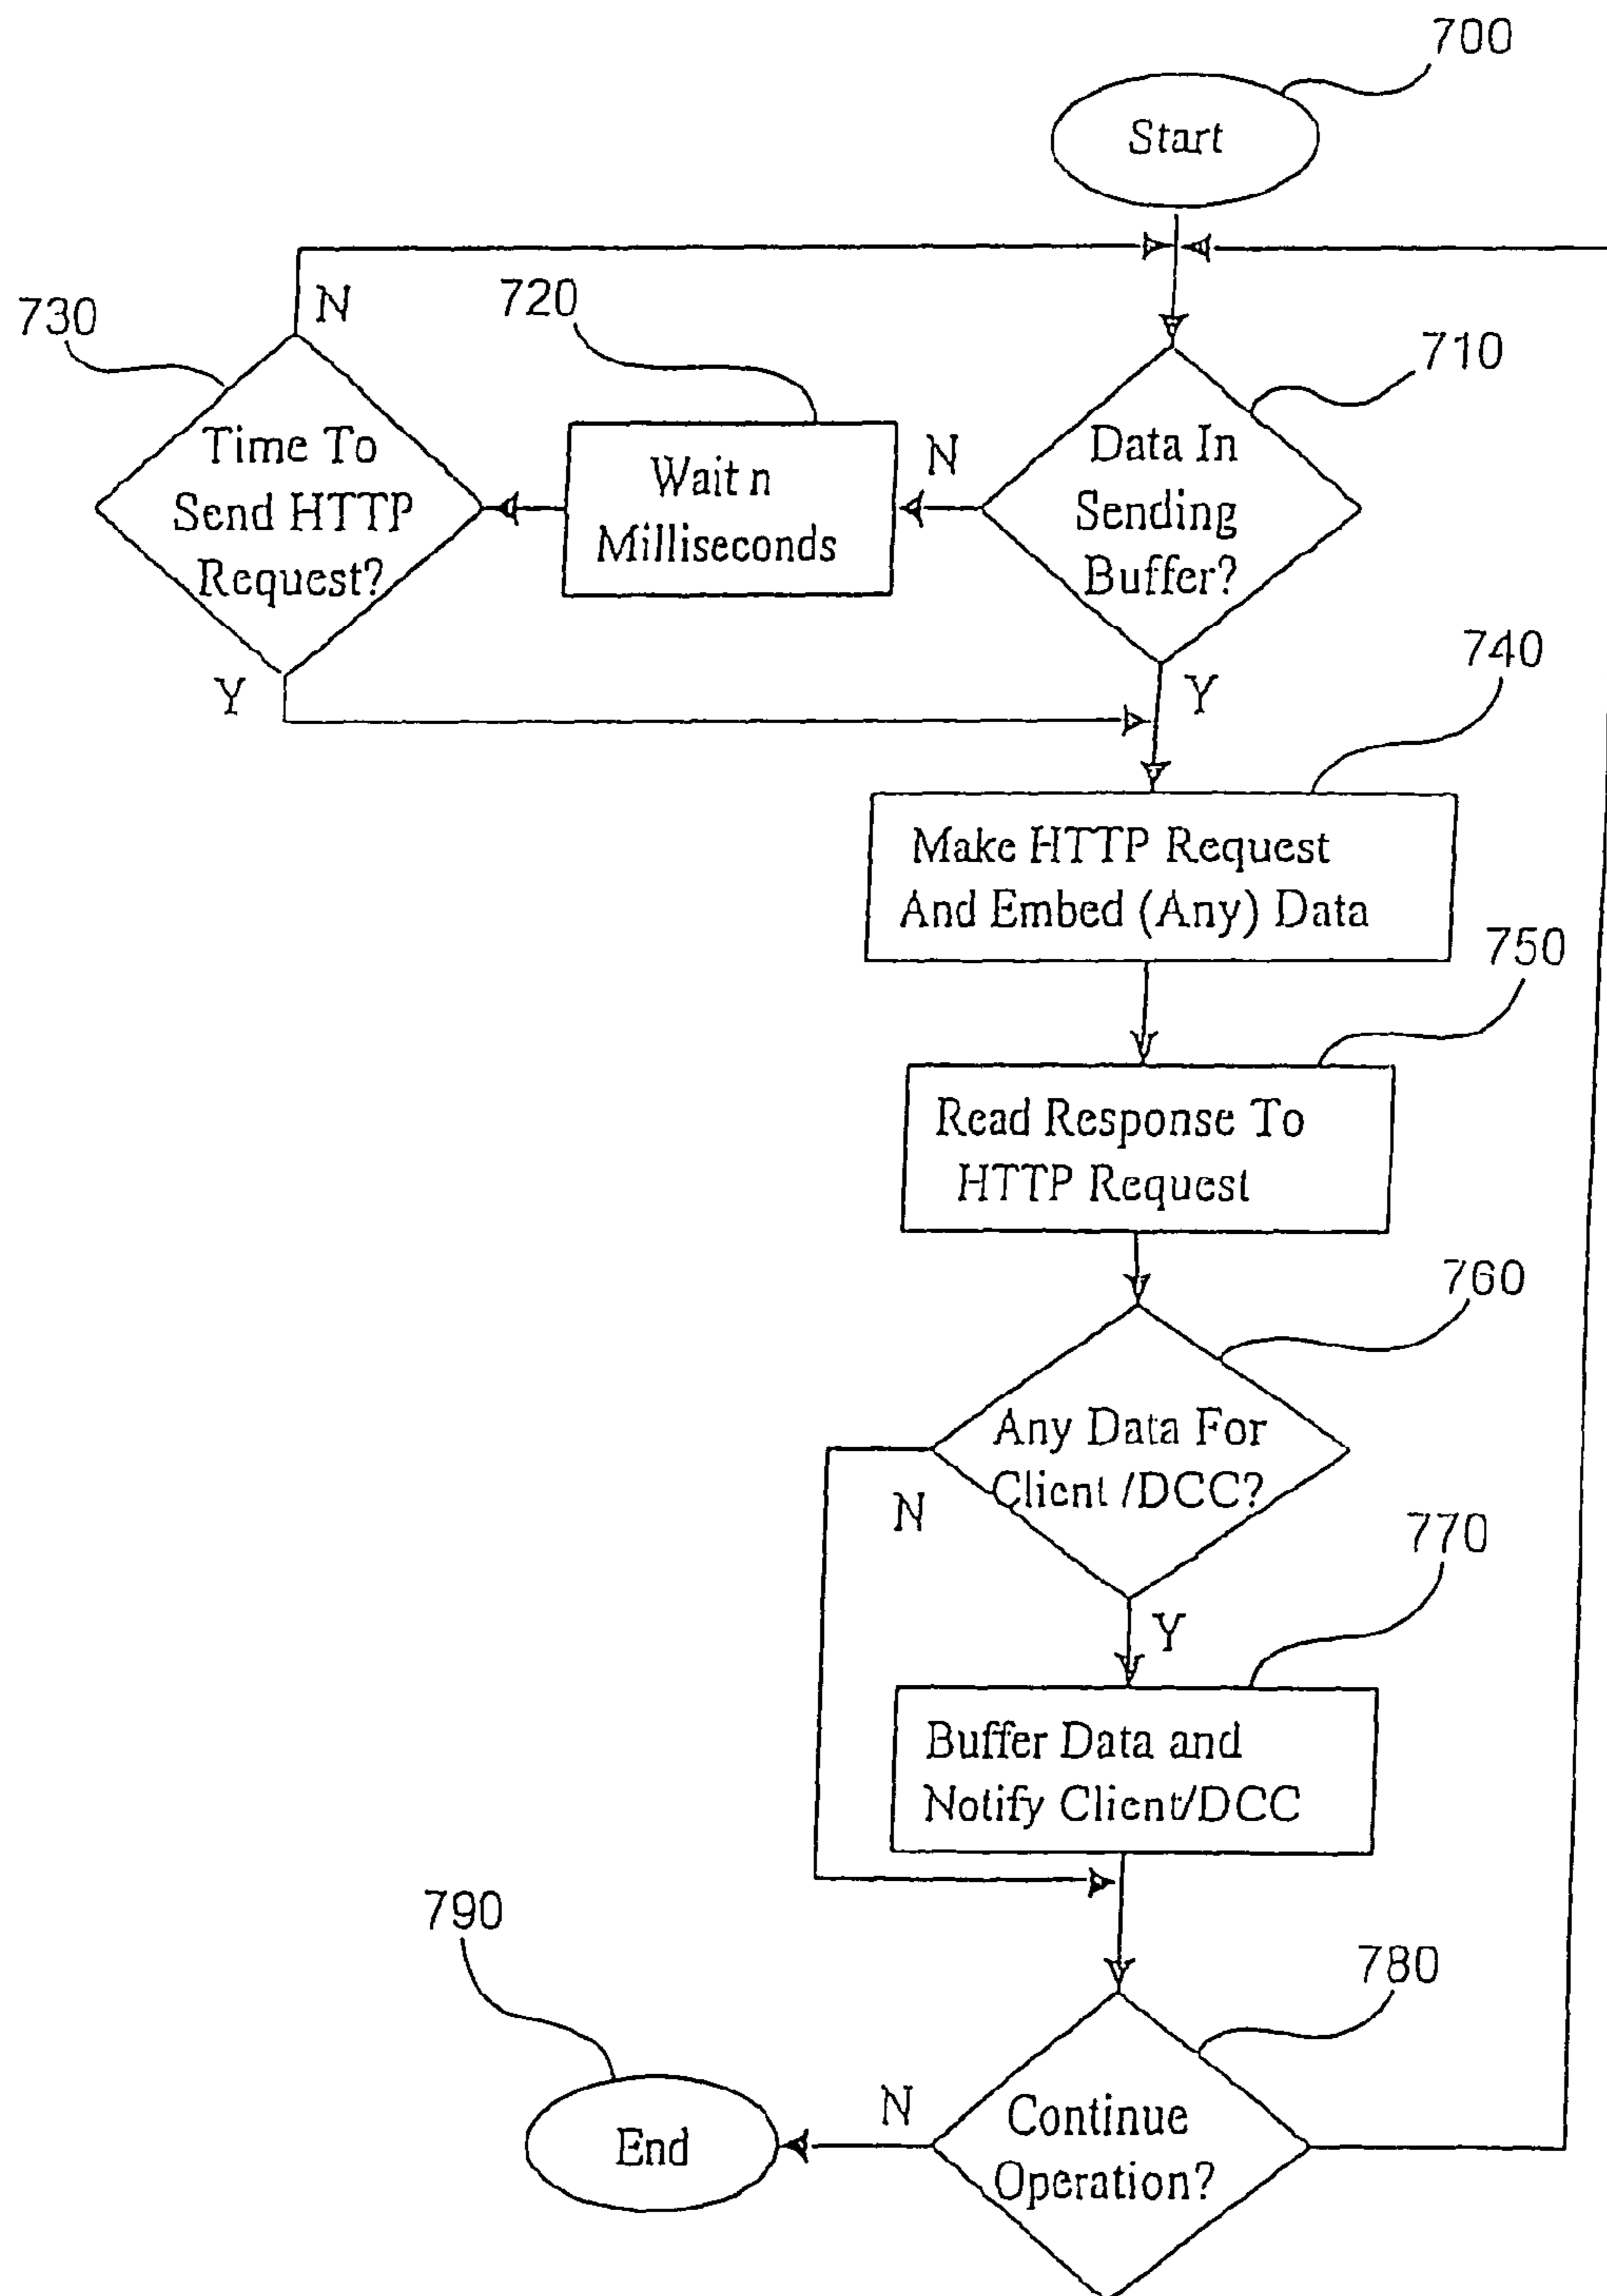 700
Start
N
730
720
710
Time To
Send HTTP
Request?
Wait n
Milliseconds
N
Data In
Sending
Buffer?
Y
Y
740
Make HTTP Request
And Embed (Any) Data
750
Read Response To
HTTP Request
760
Any Data For
Client /DCC?
N
770
Y
Buffer Data and
Notify Client/DCC
790
780
End
N
Continue
Operation?